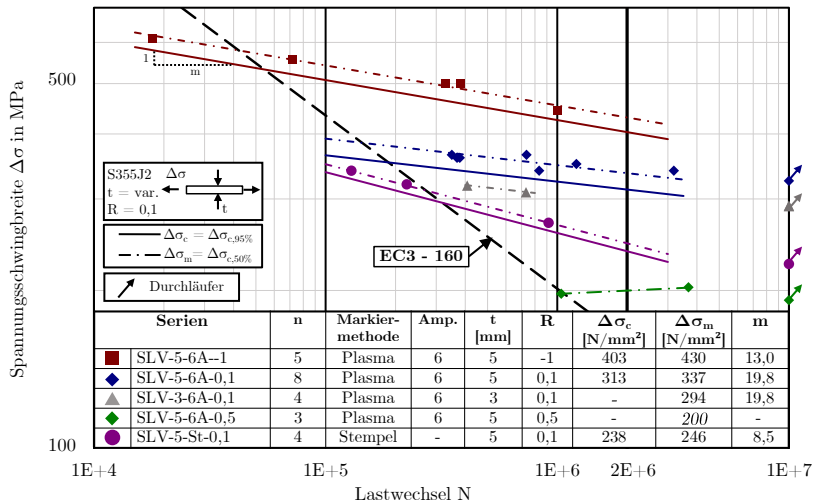 Spannungsschwingbreite Δσ in MPa
500
100
1
m
S355J2
t = var.
R = 0,1
Δσ
t
Δσc = Δσc,95%
Δσm= Δσc,50%
Durchläufer
EC3 - 160
Serien n Markier-methode Amp. t [mm] R Δσc [N/mm²] Δσm [N/mm²] m
SLV-5-6A--1 5 Plasma 6 5 -1 403 430 13,0
SLV-5-6A-0,1 8 Plasma 6 5 0,1 313 337 19,8
SLV-3-6A-0,1 4 Plasma 6 3 0,1 - 294 19,8
SLV-5-6A-0,5 3 Plasma 6 5 0,5 - 200 -
SLV-5-St-0,1 4 Stempel - 5 0,1 238 246 8,5
1E+4 1E+5 1E+6 2E+6 1E+7
Lastwechsel N